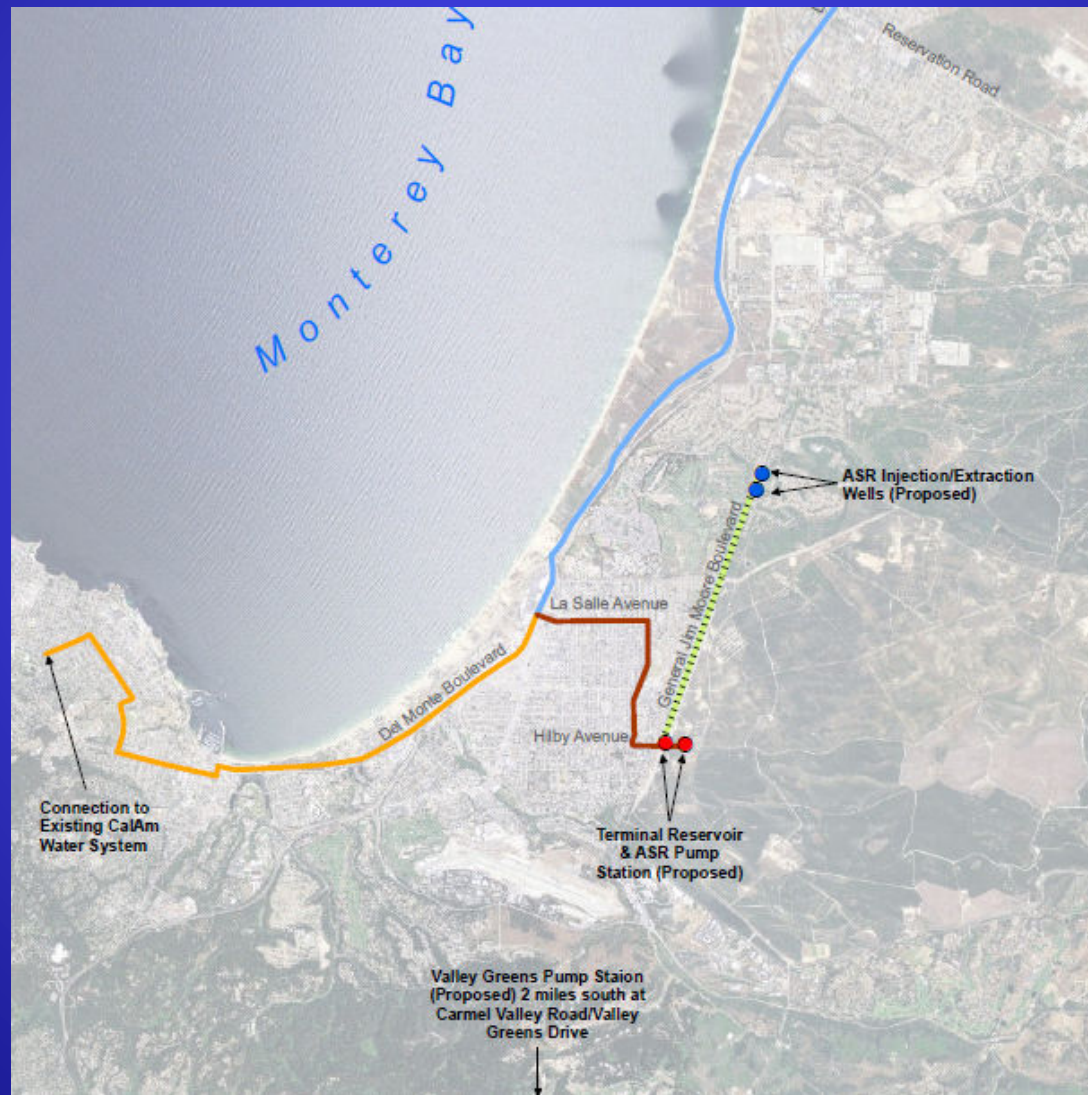 Reservation Road
Monterey Bay
ASR Injection/Extraction
Wells (Proposed)
General Jim Moore Boulevard
La Salle Avenue
Del Monte Boulevard
Hilby Avenue
Connection to
Existing CalAm
Water System
Terminal Reservoir
& ASR Pump
Station (Proposed)
Valley Greens Pump Staion
(Proposed) 2 miles south at
Carmel Valley Road/Valley
Greens Drive